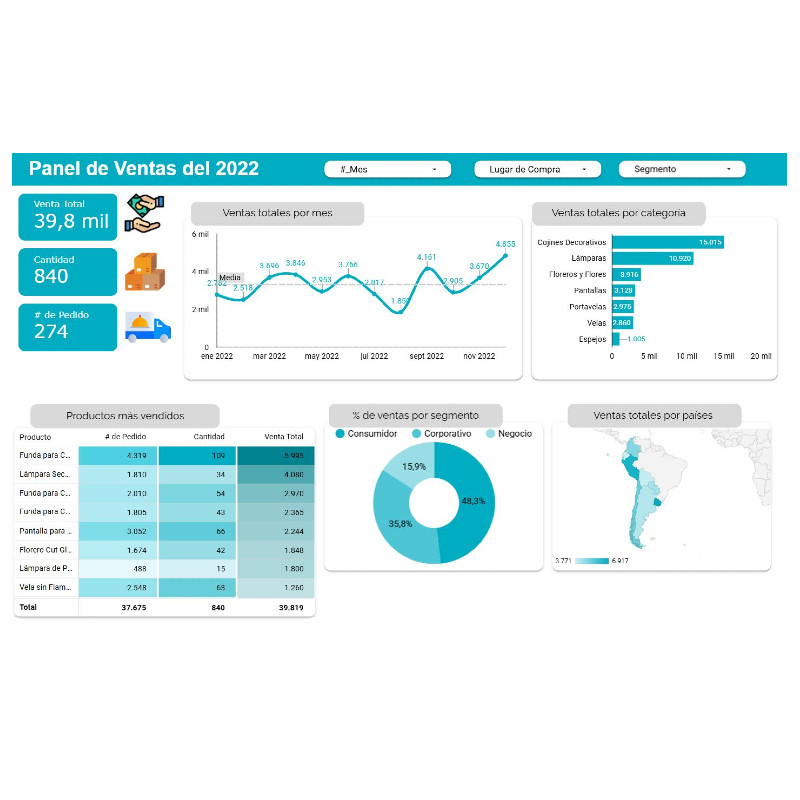 Panel de Ventas del 2022
#_Mes
Lugar de Compra
Segmento
Venta Total
39,8 mil
Cantidad
840
# de Pedido
274
Ventas totales por mes
6 mil
4 mil
2 mil
0
Media
2.782
2.518
3.696
3.846
2.953
3.766
2.817
4.161
2.905
3.670
4.855
ene 2022
mar 2022
may 2022
jul 2022
sept 2022
nov 2022
Ventas totales por categoría
Cojines Decorativos 15.015
Lámparas 10.920
Floreros y Flores 3.916
Pantallas 3.128
Portavelas 2.975
Velas 2.860
Espejos 1.005
0 5 mil 10 mil 15 mil 20 mil
Productos más vendidos
Producto # de Pedido Cantidad Venta Total
Funda para C... 4.319 109 5.995
Lámpara Sec... 1.810 34 4.080
Funda para C... 2.010 54 2.970
Funda para C... 1.805 43 2.365
Pantalla para ... 3.052 66 2.244
Florero Cut Gl... 1.674 42 1.848
Lámpara de P... 488 15 1.800
Vela sin Flam... 2.548 63 1.260
Total 37.675 840 39.819
% de ventas por segmento
Consumidor Corporativo Negocio
15,9%
48,3%
35,8%
Ventas totales por países
3.771 6.917